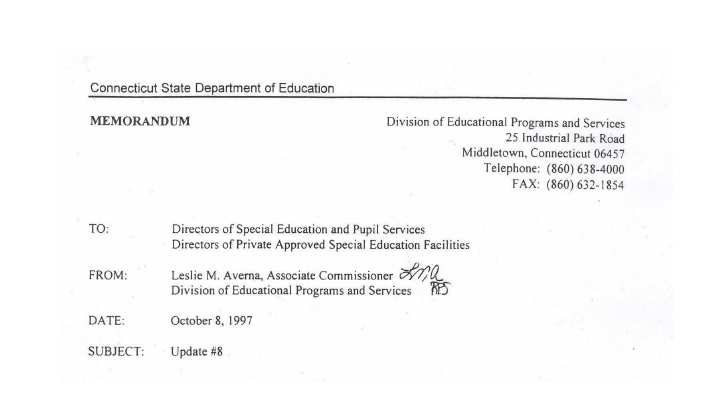 Connecticut State Department of Education
MEMORANDUM
Division of Educational Programs and Services
25 Industrial Park Road
Middletown, Connecticut 06457
Telephone: (860) 638-4000
FAX: (860) 632-1854
TO: Directors of Special Education and Pupil Services
Directors of Private Approved Special Education Facilities
FROM: Leslie M. Averna, Associate Commissioner LMA
Division of Educational Programs and Services
DATE: October 8, 1997
SUBJECT: Update #8